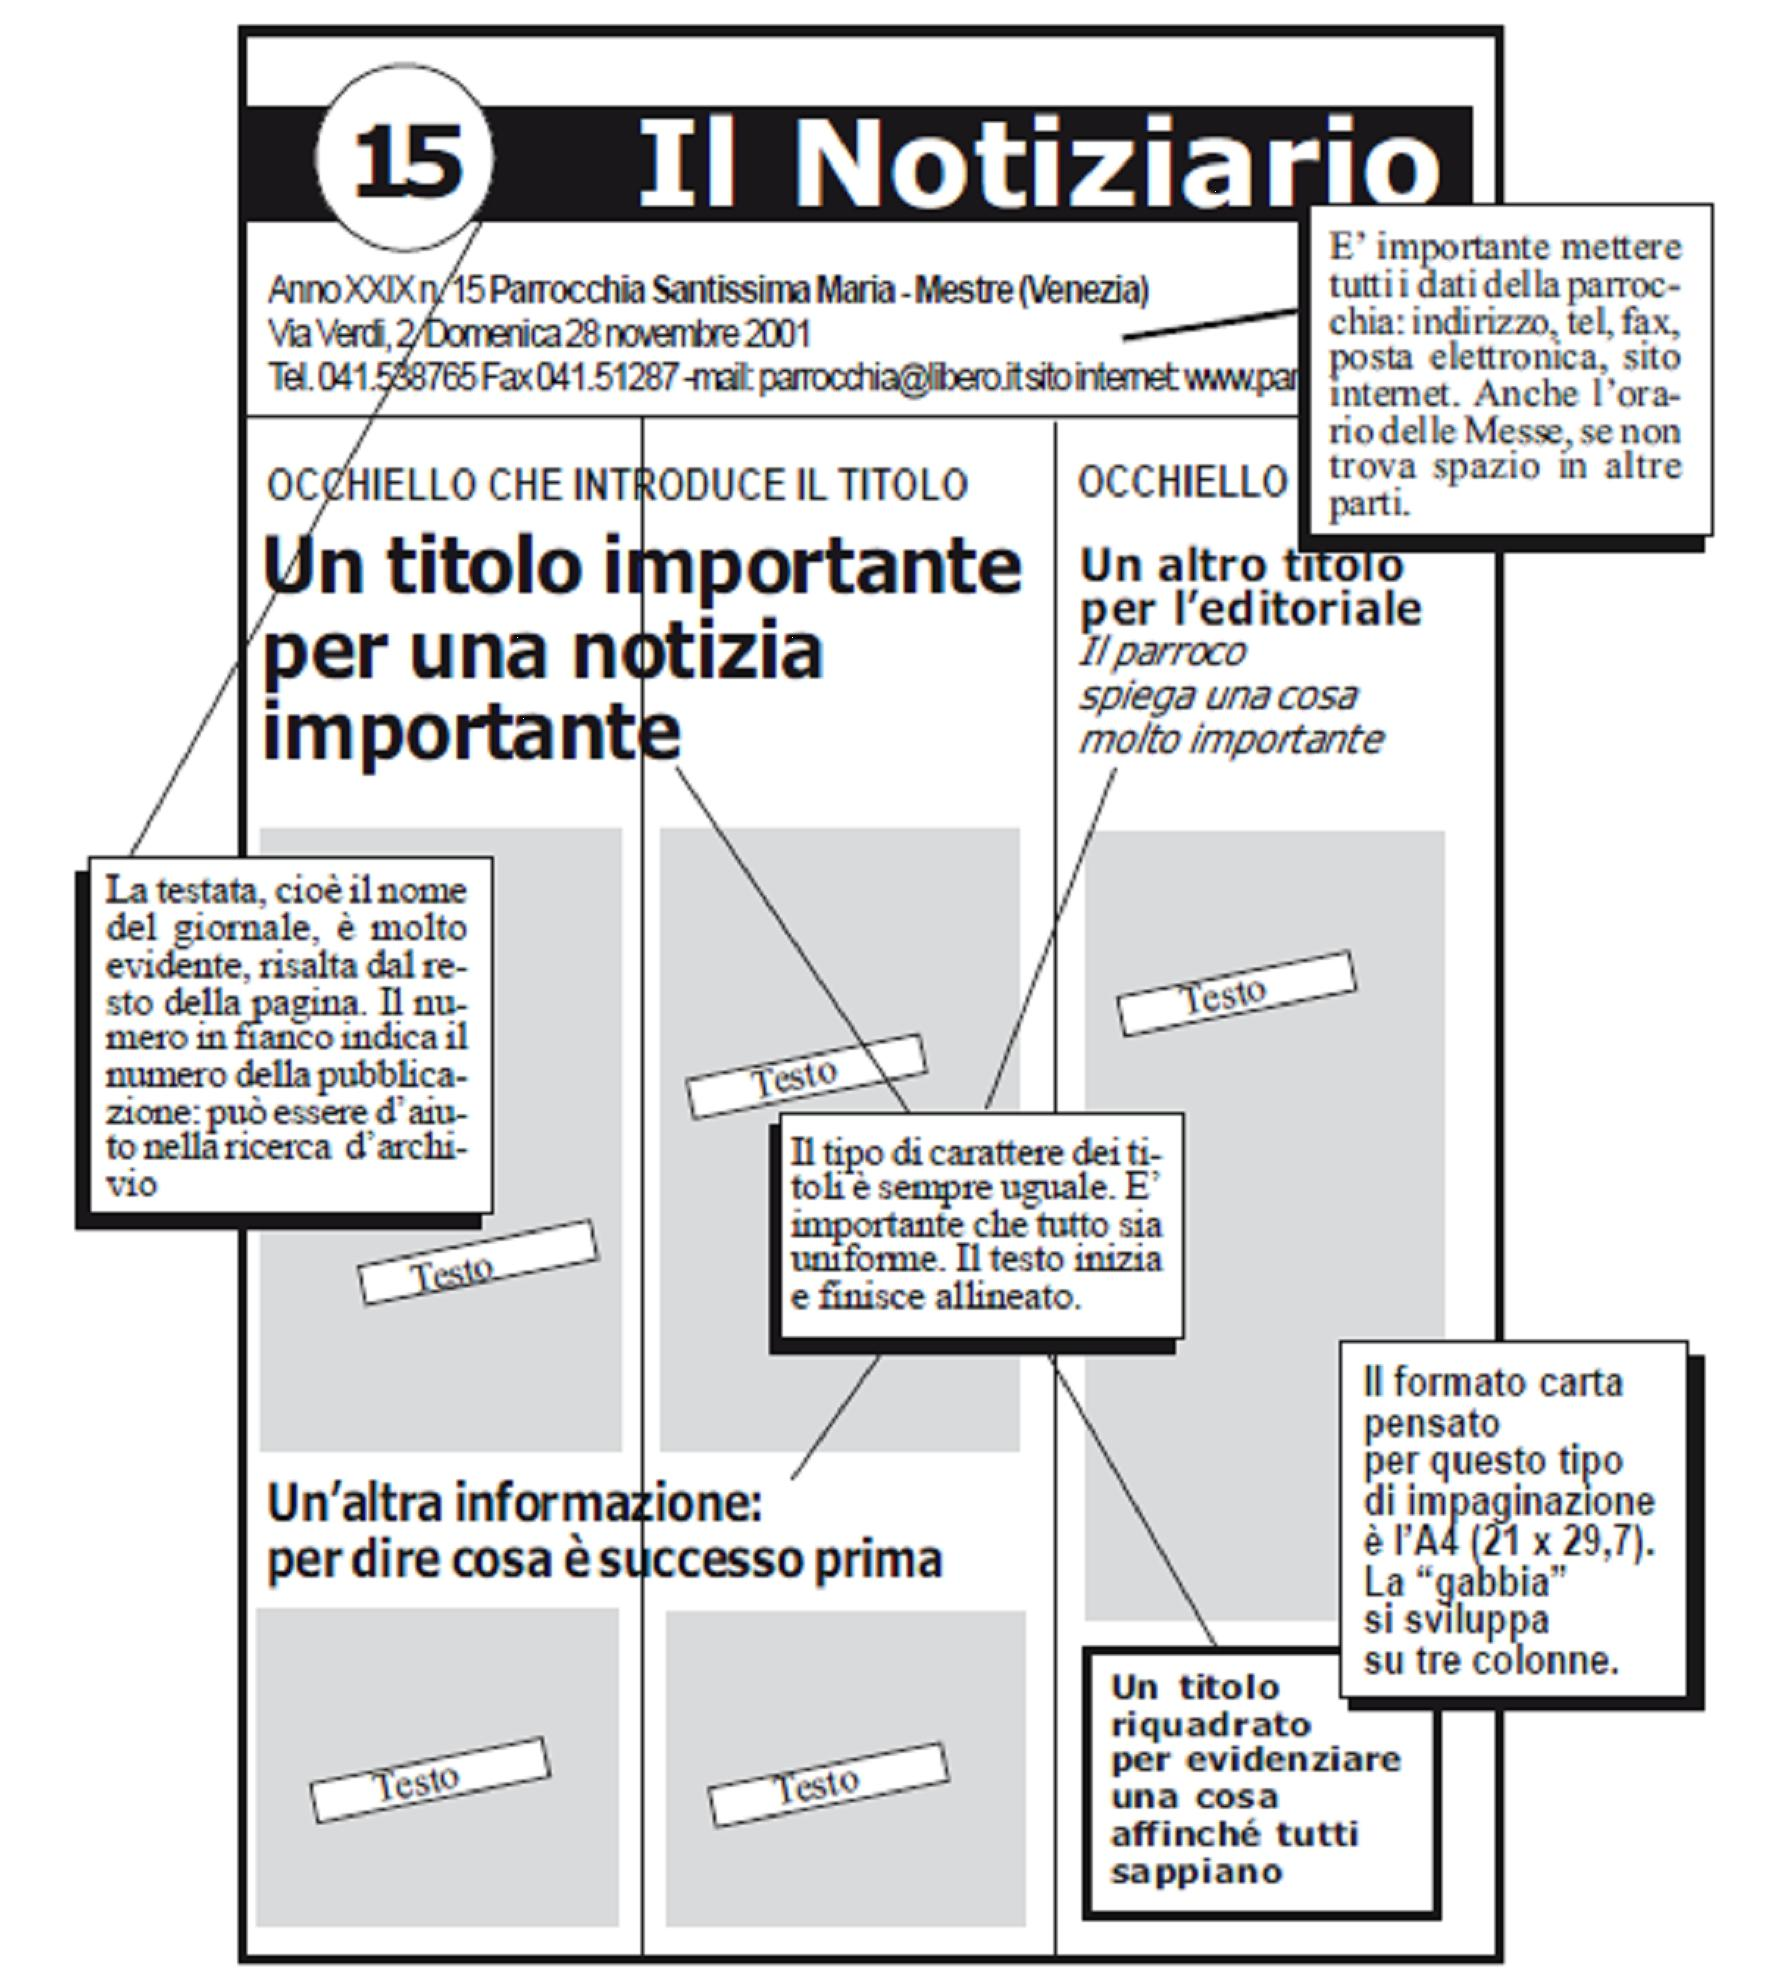 15
Il Notiziario
Anno XXIX n. 15 Parrocchia Santissima Maria - Mestre (Venezia)
Via Verdi, 2 Domenica 28 novembre 2001
Tel. 041.538765 Fax 041.51287 -mail: parrocchia@libero.it sito internet: www.par
E' importante mettere
tutti i dati della parroc-
chia: indirizzo, tel, fax,
posta elettronica, sito
internet. Anche l'ora-
rio delle Messe, se non
trova spazio in altre
parti.
OCCHIELLO CHE INTRODUCE IL TITOLO
Un titolo importante
per una notizia
importante
OCCHIELLO
Un altro titolo
per l'editoriale
Il parroco
spiega una cosa
molto importante
La testata, cioè il nome
del giornale, è molto
evidente, risalta dal re-
sto della pagina. Il nu-
mero in fianco indica il
numero della pubblica-
zione: può essere d'aiu-
to nella ricerca d'archi-
vio
Testo
Testo
Testo
Il tipo di carattere dei ti-
toli è sempre uguale. E'
importante che tutto sia
uniforme. Il testo inizia
e finisce allineato.
Il formato carta
pensato
per questo tipo
di impaginazione
è l'A4 (21 x 29,7).
La “gabbia”
si sviluppa
su tre colonne.
Un'altra informazione:
per dire cosa è successo prima
Testo
Testo
Un titolo
riquadrato
per evidenziare
una cosa
affinché tutti
sappiano